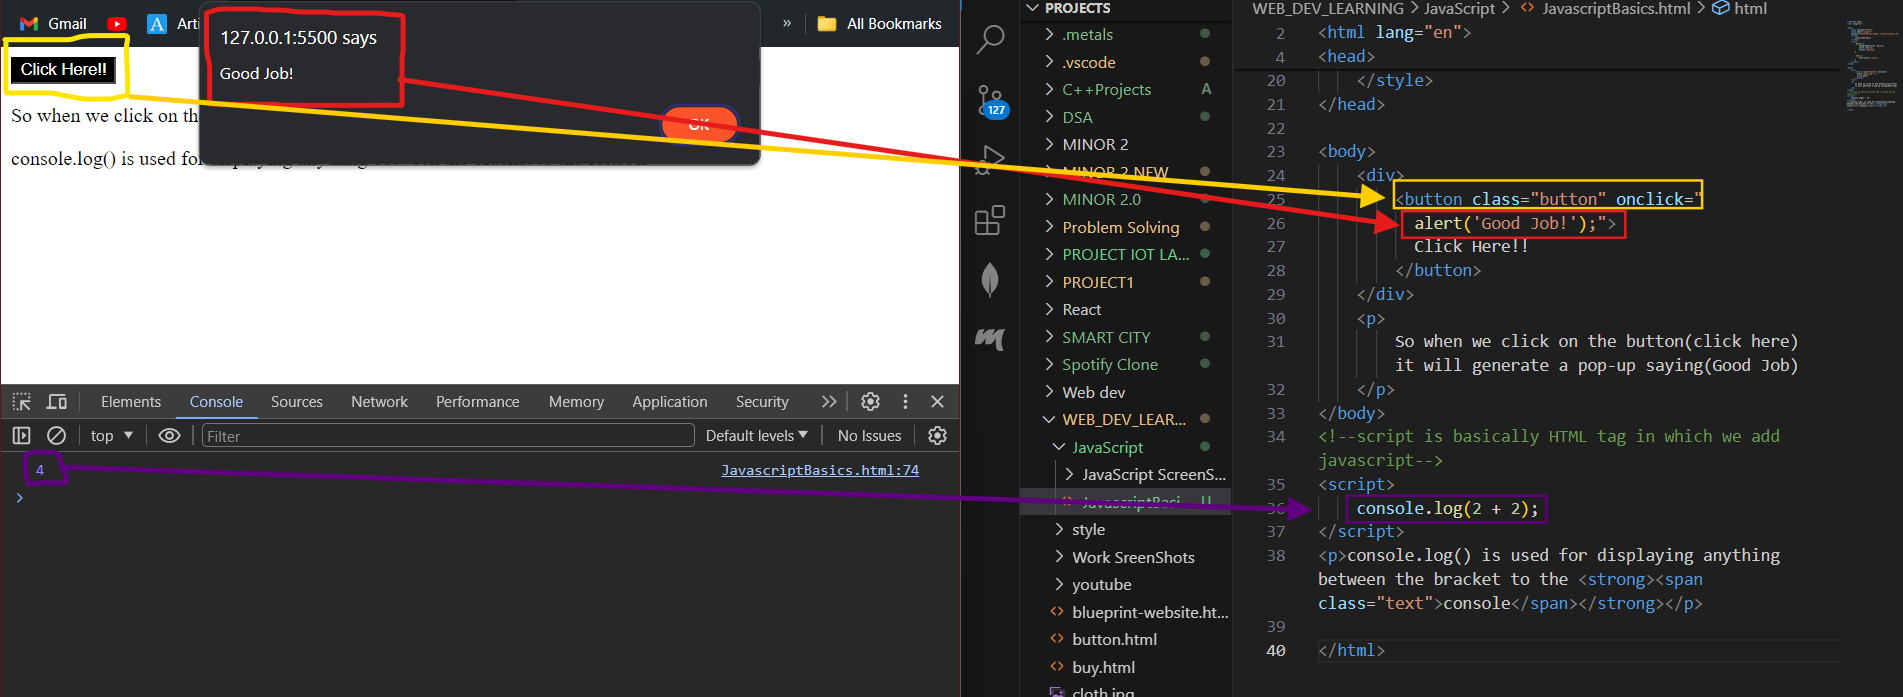 Gmail
Arti
»
All Bookmarks
127.0.0.1:5500 says
Good Job!
OK
Click Here!!
So when we click on th
console.log() is used for
Elements
Console
Sources
Network
Performance
Memory
Application
Security
top
Filter
Default levels
No Issues
4
JavascriptBasics.html:74
127
PROJECTS
.metals
.vscode
C++Projects A
DSA
MINOR 2
MINOR 2 NEW
MINOR 2.0
Problem Solving
PROJECT IOT LA...
PROJECT1
React
SMART CITY
Spotify Clone
Web dev
WEB_DEV_LEAR...
JavaScript
JavaScript ScreenS...
JavascriptBasi... U
style
Work SreenShots
youtube
blueprint-website.ht...
button.html
buy.html
cloth.jpg
WEB_DEV_LEARNING > JavaScript > JavascriptBasics.html > html
2 <html lang="en">
4 <head>
20 </style>
21 </head>
22
23 <body>
24 <div>
25 <button class="button" onclick="
26 alert('Good Job!');">
27 Click Here!!
28 </button>
29 </div>
30 <p>
31 So when we click on the button(click here)
it will generate a pop-up saying(Good Job)
32 </p>
33 </body>
34 <!--script is basically HTML tag in which we add
javascript-->
35 <script>
36 console.log(2 + 2);
37 </script>
38 <p>console.log() is used for displaying anything
between the bracket to the <strong><span
class="text">console</span></strong></p>
39
40 </html>